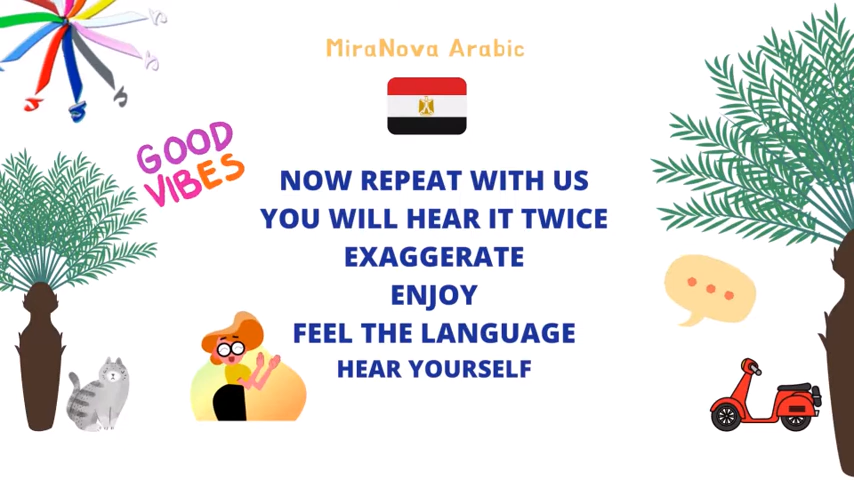 MiraNova Arabic
GOOD
VIBES
NOW REPEAT WITH US
YOU WILL HEAR IT TWICE
EXAGGERATE
ENJOY
FEEL THE LANGUAGE
HEAR YOURSELF